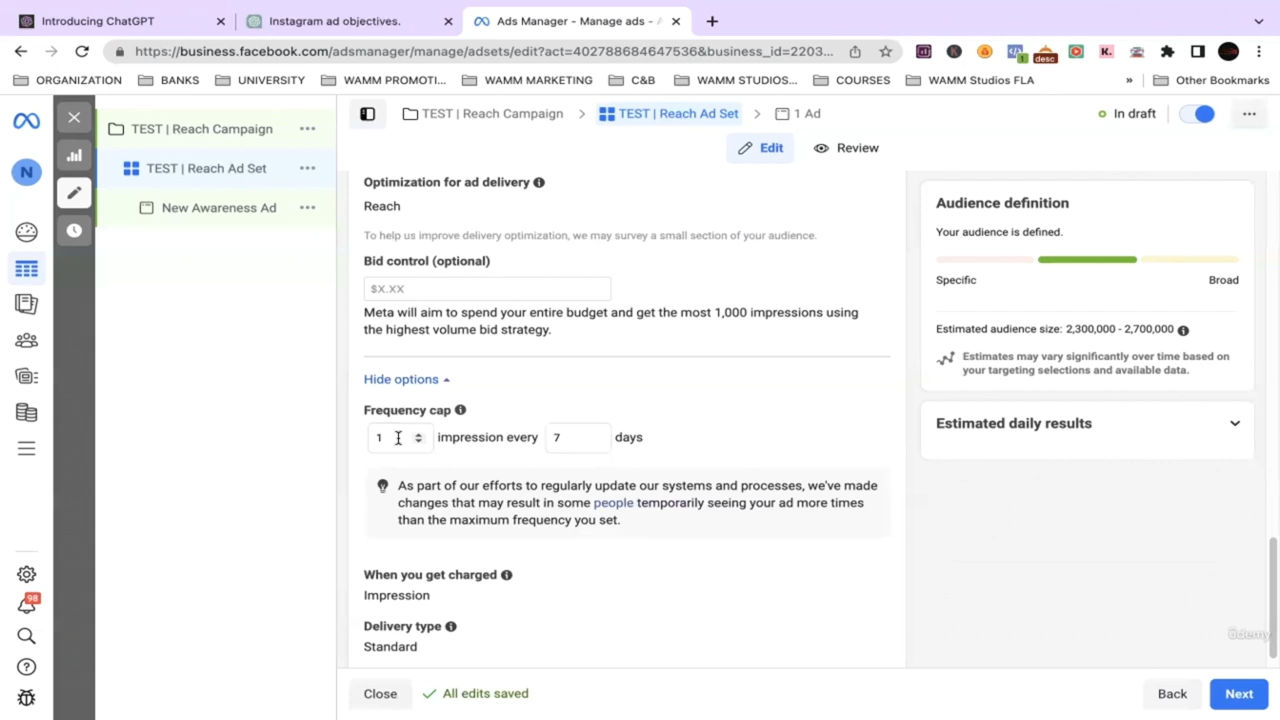 Introducing ChatGPT
Instagram ad objectives.
Ads Manager - Manage ads - A
https://business.facebook.com/adsmanager/manage/adsets/edit?act=402788684647536&business_id=2203...
K.
1
desc
ORGANIZATION
BANKS
UNIVERSITY
WAMM PROMOTI...
WAMM MARKETING
C&B
WAMM STUDIOS...
COURSES
WAMM Studios FLA
»
Other Bookmarks
N
98
TEST | Reach Campaign
TEST | Reach Ad Set
New Awareness Ad
TEST | Reach Campaign
TEST | Reach Ad Set
1 Ad
In draft
Edit
Review
Optimization for ad delivery
Reach
To help us improve delivery optimization, we may survey a small section of your audience.
Bid control (optional)
$X.XX
Meta will aim to spend your entire budget and get the most 1,000 impressions using
the highest volume bid strategy.
Hide options
Frequency cap
1 impression every 7 days
As part of our efforts to regularly update our systems and processes, we've made
changes that may result in some people temporarily seeing your ad more times
than the maximum frequency you set.
When you get charged
Impression
Delivery type
Standard
Audience definition
Your audience is defined.
Specific Broad
Estimated audience size: 2,300,000 - 2,700,000
Estimates may vary significantly over time based on
your targeting selections and available data.
Estimated daily results
Udemy
Close
All edits saved
Back
Next